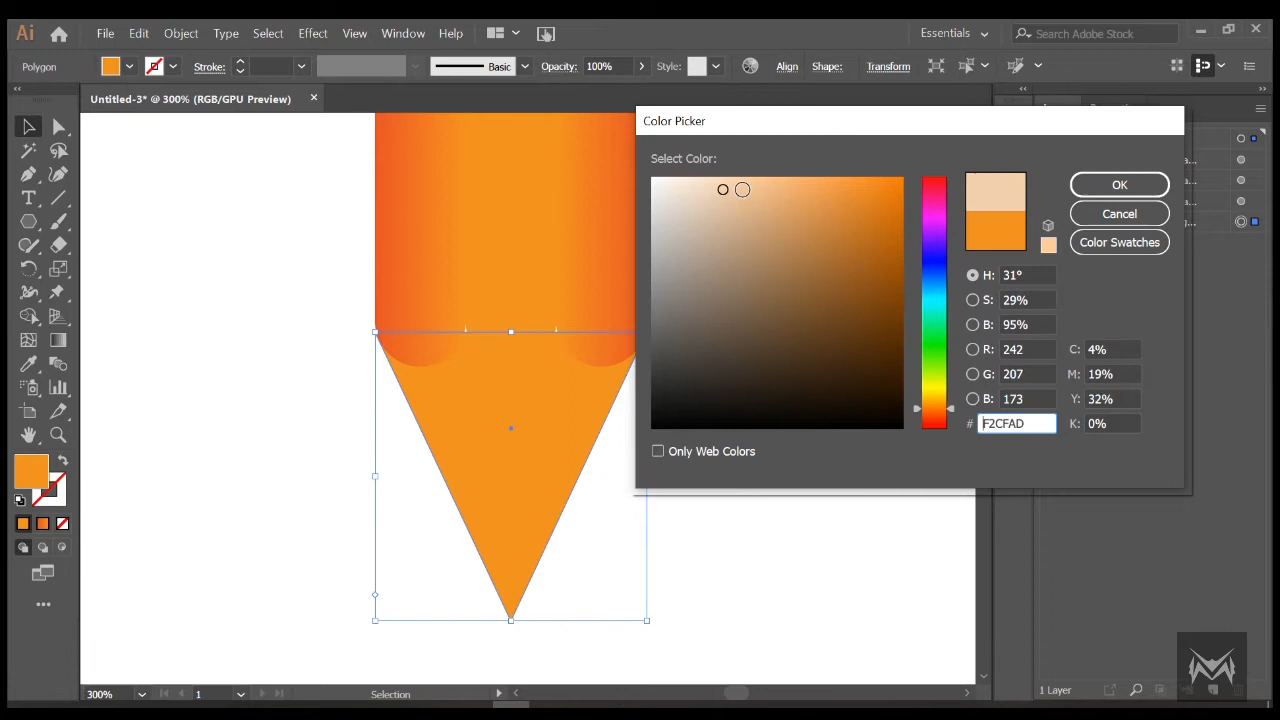 Ai File Edit Object Type Select Effect View Window Help Essentials Search Adobe Stock
Polygon Stroke: Basic Opacity: 100% Style: Align Shape: Transform
Untitled-3* @ 300% (RGB/GPU Preview)
Color Picker
Select Color:
OK
Cancel
Color Swatches
H: 31°
S: 29%
B: 95%
R: 242 C: 4%
G: 207 M: 19%
B: 173 Y: 32%
# F2CFAD K: 0%
Only Web Colors
300% 1 Selection 1 Layer